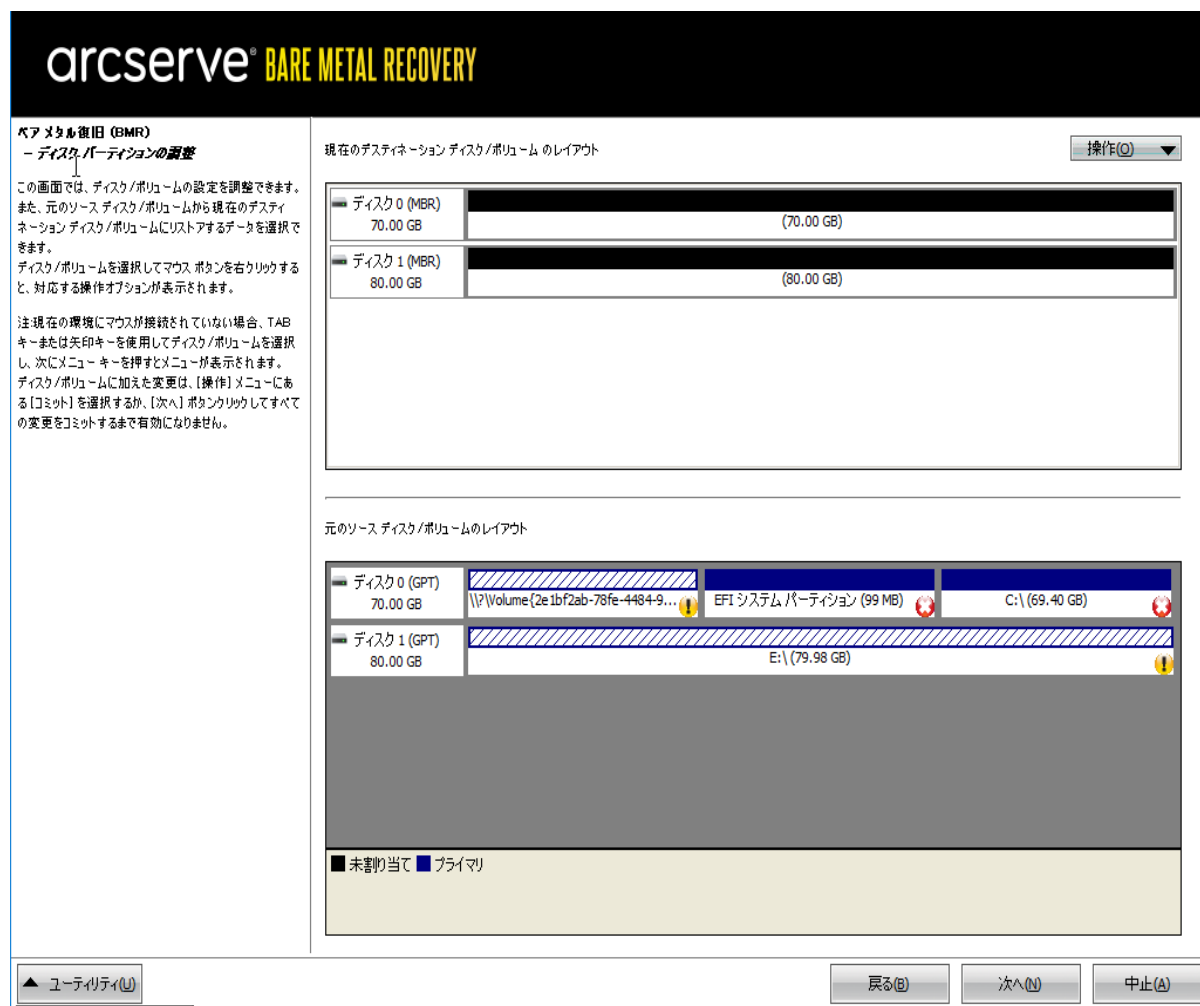 arcserve® BARE METAL RECOVERY
ベア メタル復旧 (BMR)
– ディスク パーティションの調整
この画面では、ディスク/ボリュームの設定を調整できます。
また、元のソース ディスク/ボリュームから現在のデスティ
ネーション ディスク/ボリュームにリストアするデータを選択で
きます。
ディスク/ボリュームを選択してマウス ボタンを右クリックする
と、対応する操作オプションが表示されます。
注:現在の環境にマウスが接続されていない場合、TAB
キーまたは矢印キーを使用してディスク/ボリュームを選択
し、次にメニュー キーを押すとメニューが表示されます。
ディスク/ボリュームに加えた変更は、[操作] メニューにあ
る [コミット] を選択するか、[次へ] ボタンクリックしてすべて
の変更をコミットするまで有効になりません。
現在のデスティネーション ディスク/ボリューム のレイアウト
操作(O)
ディスク 0 (MBR)
70.00 GB
(70.00 GB)
ディスク 1 (MBR)
80.00 GB
(80.00 GB)
元のソース ディスク/ボリュームのレイアウト
ディスク 0 (GPT)
70.00 GB
\\?\Volume{2e1bf2ab-78fe-4484-9...
EFI システム パーティション (99 MB)
C:\ (69.40 GB)
ディスク 1 (GPT)
80.00 GB
E:\ (79.98 GB)
未割り当て プライマリ
ユーティリティ(U)
戻る(B)
次へ(N)
中止(A)